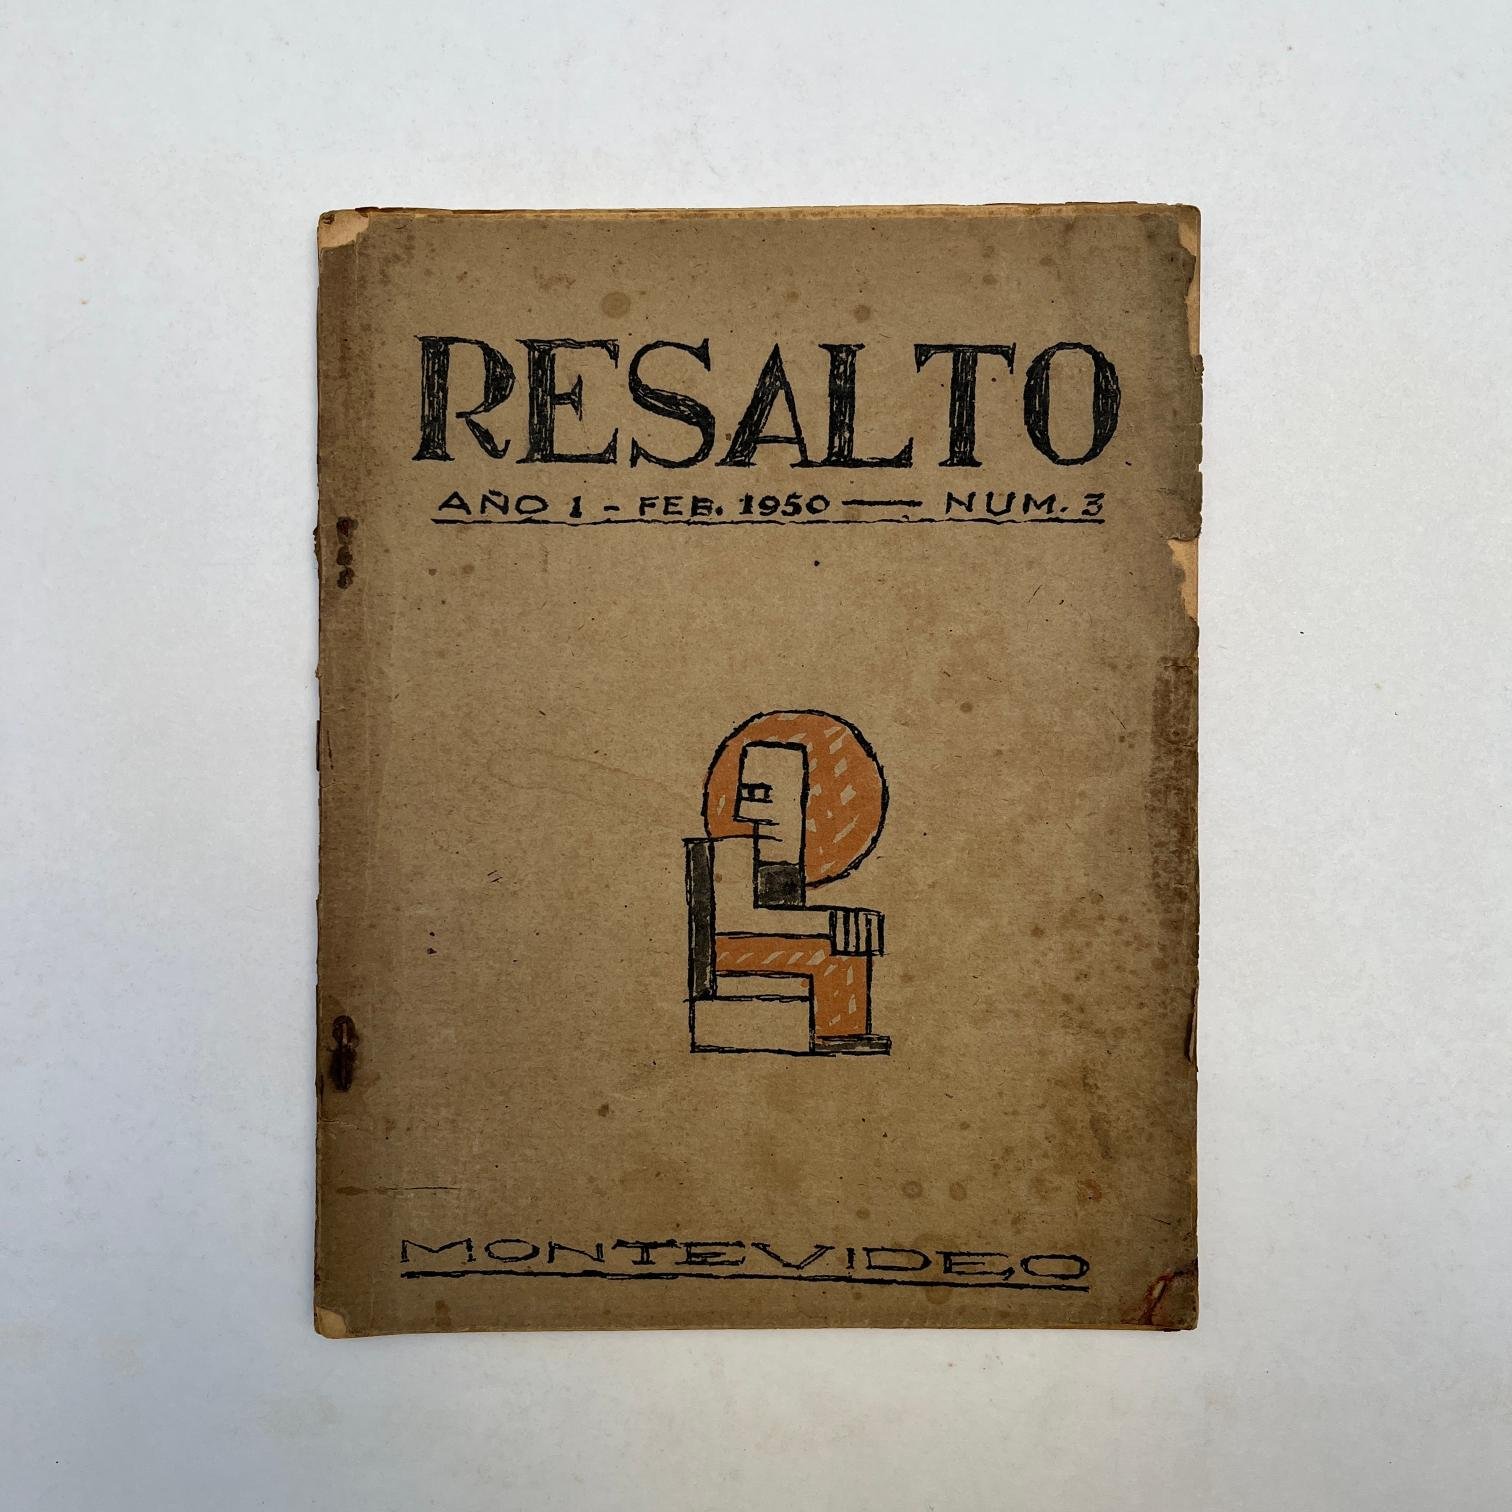 RESALTO
AÑO 1 - FEB. 1950 — NUM. 3
MONTEVIDEO